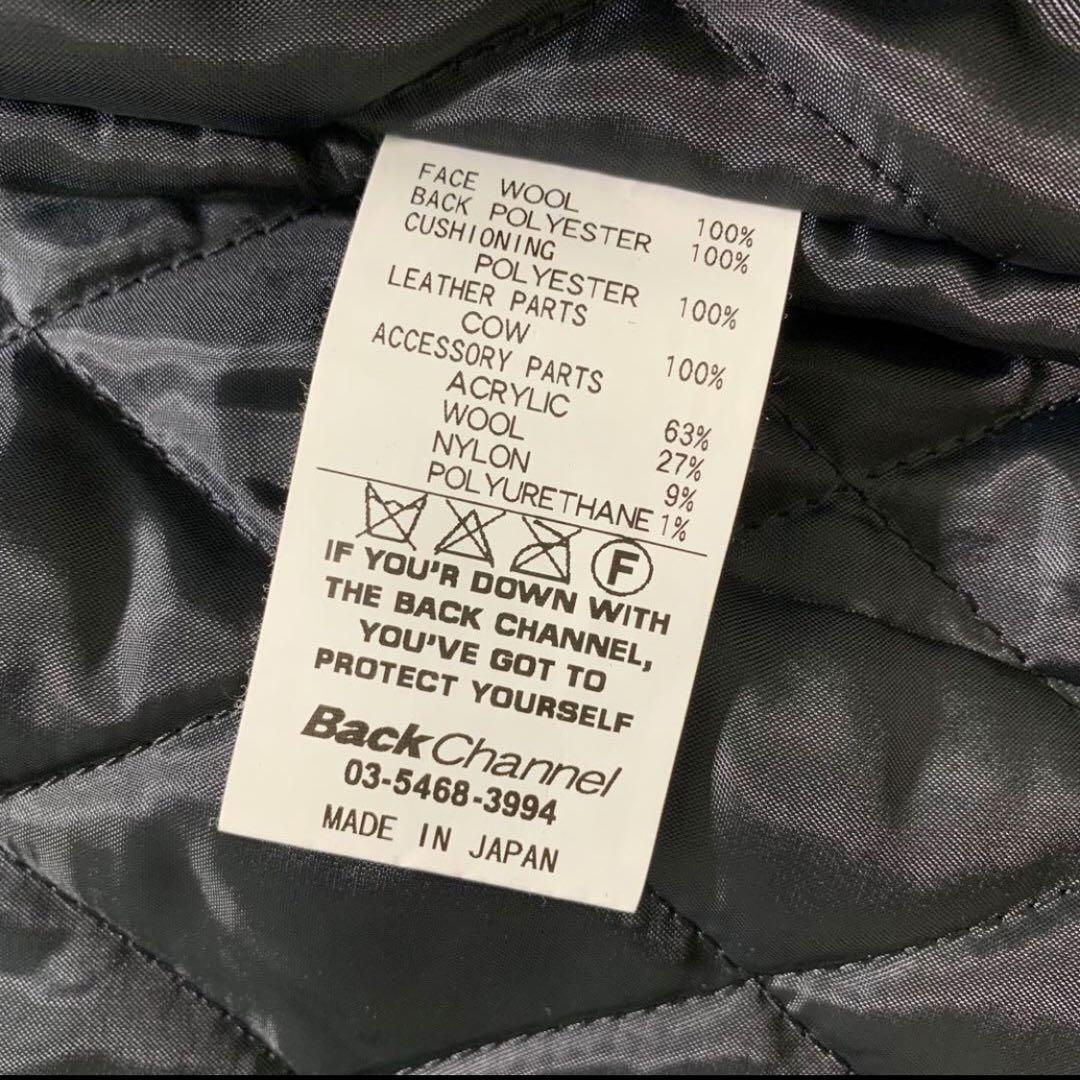 FACE WOOL 100%
BACK POLYESTER 100%
CUSHIONING
POLYESTER 100%
LEATHER PARTS
COW 100%
ACCESSORY PARTS
ACRYLIC 63%
WOOL 27%
NYLON 9%
POLYURETHANE 1%
F
IF YOU'R DOWN WITH
THE BACK CHANNEL,
YOU'VE GOT TO
PROTECT YOURSELF
BackChannel
03-5468-3994
MADE IN JAPAN